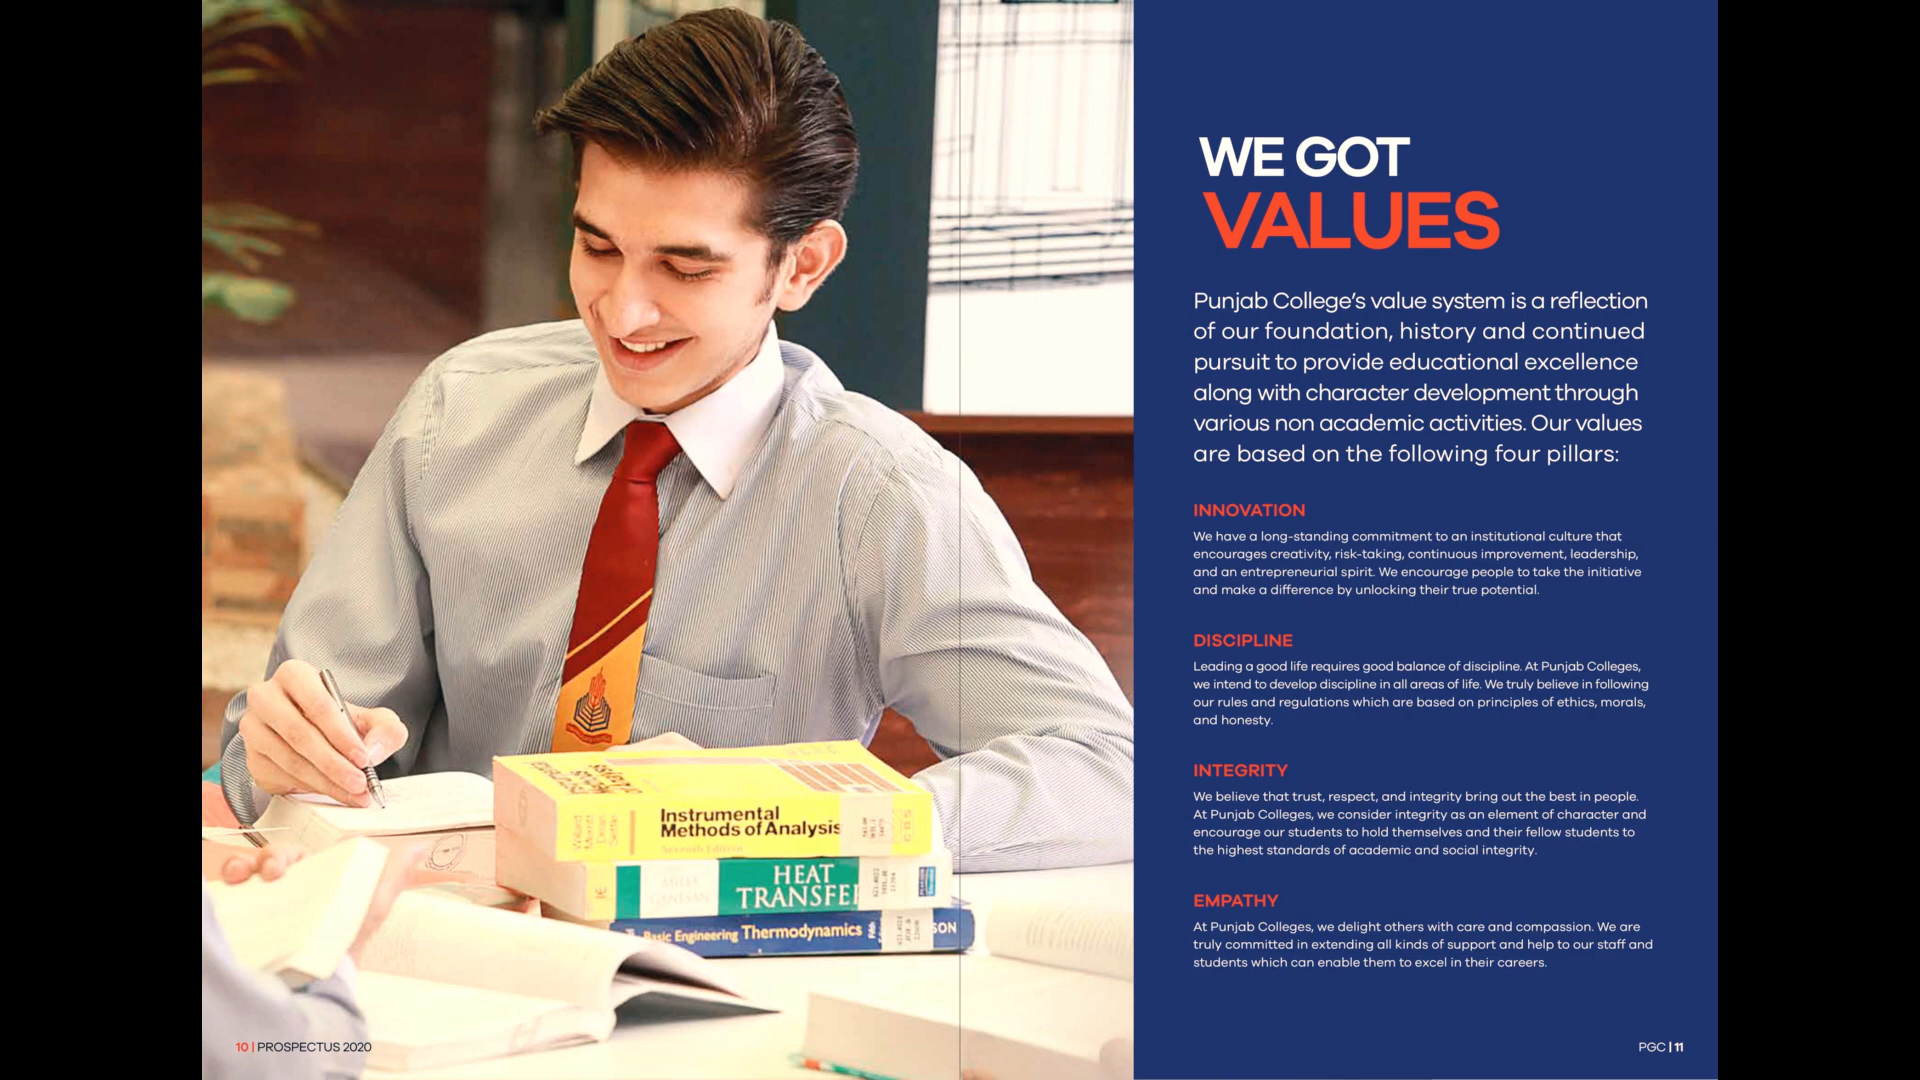 WE GOT
VALUES
Punjab College's value system is a reflection
of our foundation, history and continued
pursuit to provide educational excellence
along with character development through
various non academic activities. Our values
are based on the following four pillars:
INNOVATION
We have a long-standing commitment to an institutional culture that
encourages creativity, risk-taking, continuous improvement, leadership,
and an entrepreneurial spirit. We encourage people to take the initiative
and make a difference by unlocking their true potential.
DISCIPLINE
Leading a good life requires good balance of discipline. At Punjab Colleges,
we intend to develop discipline in all areas of life. We truly believe in following
our rules and regulations which are based on principles of ethics, morals,
and honesty.
INTEGRITY
We believe that trust, respect, and integrity bring out the best in people.
At Punjab Colleges, we consider integrity as an element of character and
encourage our students to hold themselves and their fellow students to
the highest standards of academic and social integrity.
EMPATHY
At Punjab Colleges, we delight others with care and compassion. We are
truly committed in extending all kinds of support and help to our staff and
students which can enable them to excel in their careers.
Instrumental
Methods of Analysis
Seventh Edition
HEAT
TRANSFE
Basic Engineering Thermodynamics
SON
10 | PROSPECTUS 2020
PGC | 11